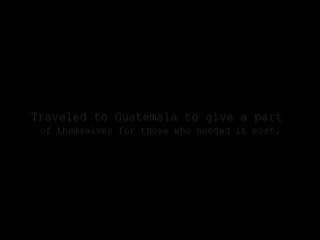 Traveled to Guatemala to give a part
of themselves for those who needed it most.